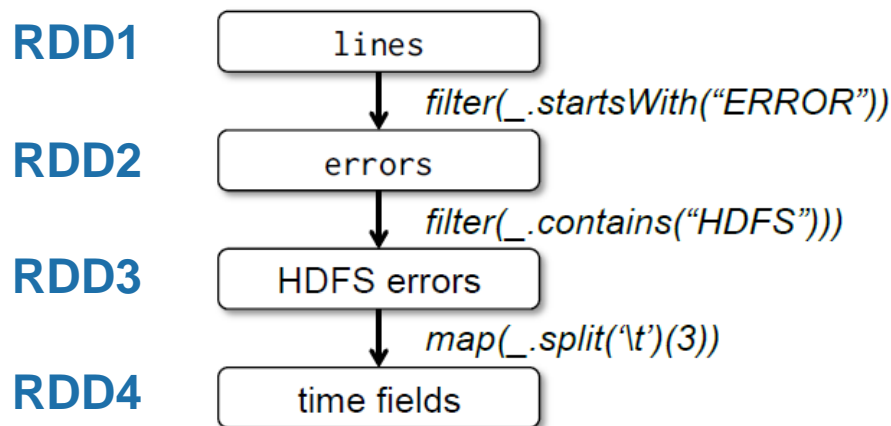 RDD1
lines
filter(_.startsWith(“ERROR”))
RDD2
errors
filter(_.contains(“HDFS”)))
RDD3
HDFS errors
map(_.split(‘\t’)(3))
RDD4
time fields